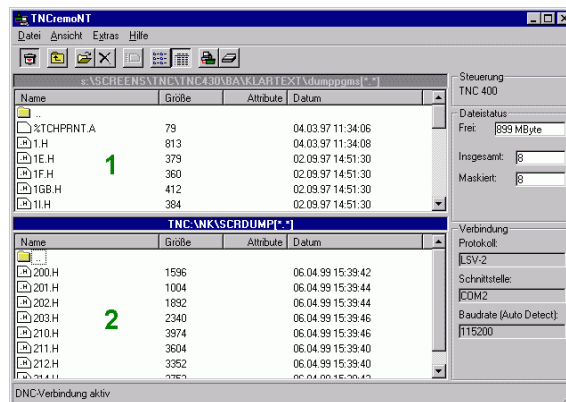 TNCremoNT
Datei Ansicht Extras Hilfe
s:\SCREENS\TNC\TNC430\BA\KLARTEXT\dumppgms[*.*]
Name Größe Attribute Datum
..
%TCHPRNT.A 79 04.03.97 11:34:06
1.H 813 04.03.97 11:34:08
1E.H 379 02.09.97 14:51:30
1F.H 360 02.09.97 14:51:30
1GB.H 412 02.09.97 14:51:30
1I.H 384 02.09.97 14:51:30
1
TNC:\NK\SCRDUMP[*.*]
Name Größe Attribute Datum
..
200.H 1596 06.04.99 15:39:42
201.H 1004 06.04.99 15:39:44
202.H 1892 06.04.99 15:39:44
203.H 2340 06.04.99 15:39:46
210.H 3974 06.04.99 15:39:46
211.H 3604 06.04.99 15:39:40
212.H 3352 06.04.99 15:39:40
2
Steuerung
TNC 400
Dateistatus
Frei: 899 MByte
Insgesamt: 8
Maskiert: 8
Verbindung
Protokoll:
LSV-2
Schnittstelle:
COM2
Baudrate (Auto Detect):
115200
DNC-Verbindung aktiv